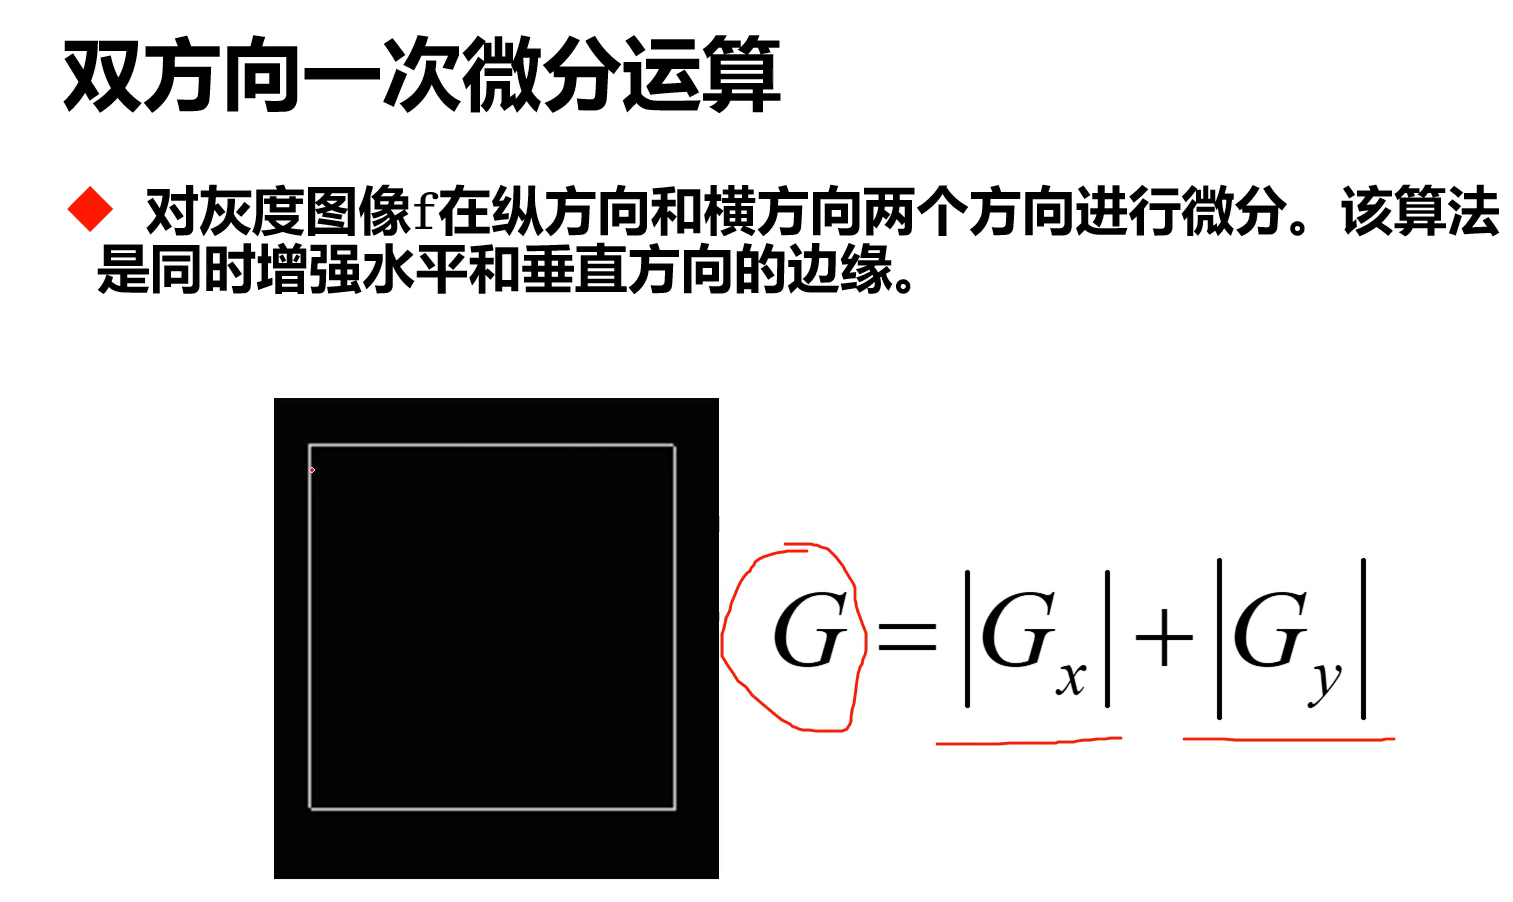 双方向一次微分运算
对灰度图像f在纵方向和横方向两个方向进行微分。该算法
是同时增强水平和垂直方向的边缘。
G = |Gx| + |Gy|